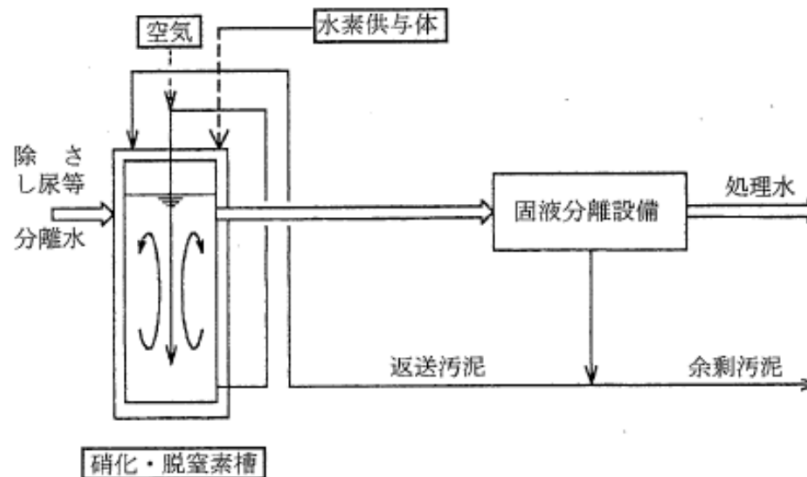 空気
水素供与体
除さ
し尿等
分離水
固液分離設備
処理水
返送汚泥
余剰汚泥
硝化・脱窒素槽